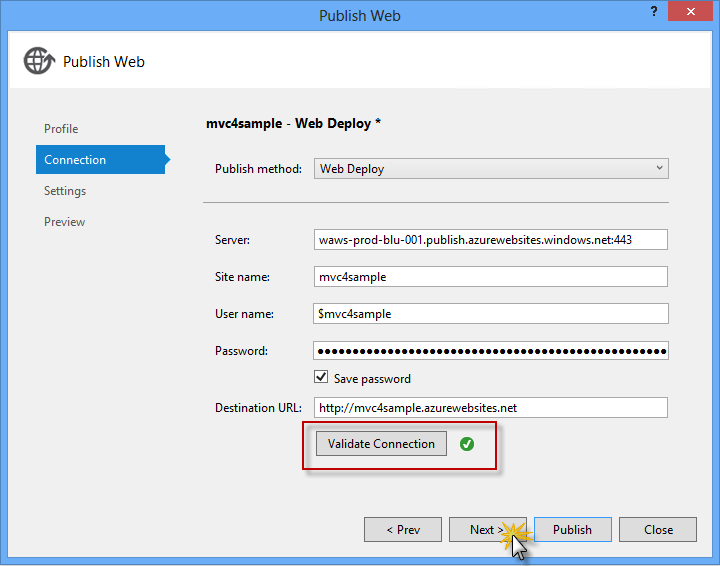 Publish Web
?
Publish Web
Profile
Connection
Settings
Preview
mvc4sample - Web Deploy *
Publish method: Web Deploy
Server: waws-prod-blu-001.publish.azurewebsites.windows.net:443
Site name: mvc4sample
User name: $mvc4sample
Password:
Save password
Destination URL: http://mvc4sample.azurewebsites.net
Validate Connection
< Prev Next > Publish Close